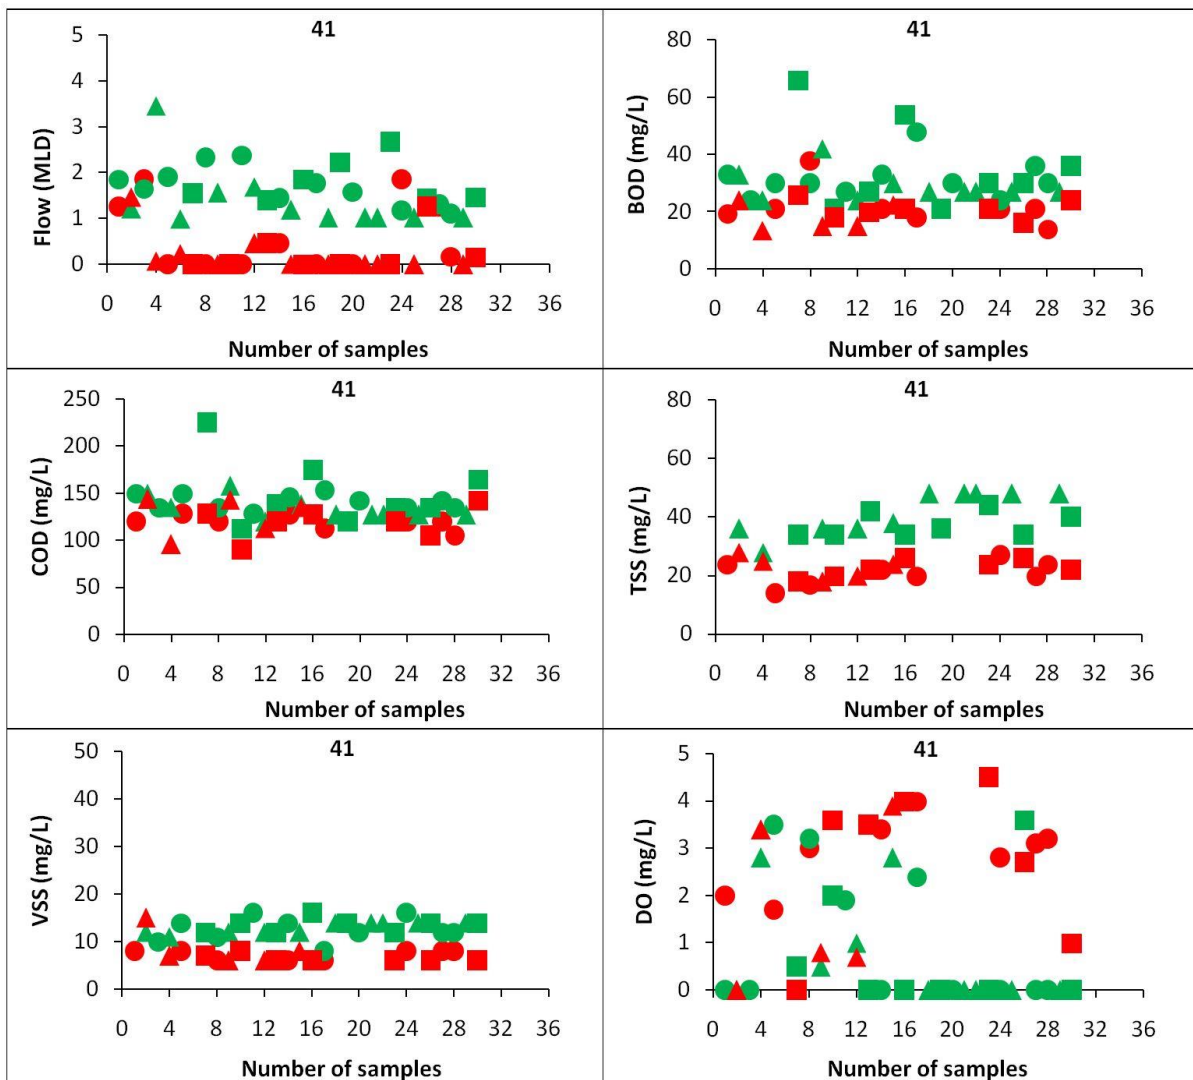 41
5
4
3
2
1
0
Flow (MLD)
0 4 8 12 16 20 24 28 32 36
Number of samples
41
80
60
40
20
0
BOD (mg/L)
0 4 8 12 16 20 24 28 32 36
Number of samples
41
250
200
150
100
50
0
COD (mg/L)
0 4 8 12 16 20 24 28 32 36
Number of samples
41
80
60
40
20
0
TSS (mg/L)
0 4 8 12 16 20 24 28 32 36
Number of samples
41
50
40
30
20
10
0
VSS (mg/L)
0 4 8 12 16 20 24 28 32 36
Number of samples
41
5
4
3
2
1
0
DO (mg/L)
0 4 8 12 16 20 24 28 32 36
Number of samples